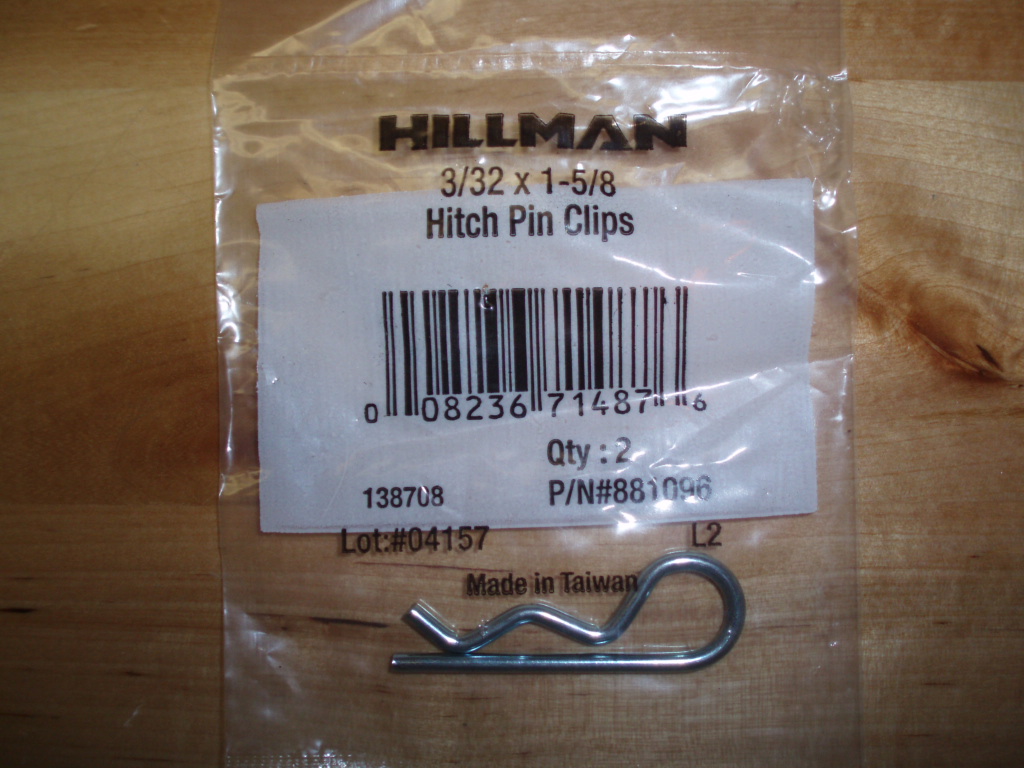 HILLMAN
3/32 x 1-5/8
Hitch Pin Clips
0 08236 71487 6
Qty : 2
138708 P/N#881096
Lot:#04157 L2
Made in Taiwan